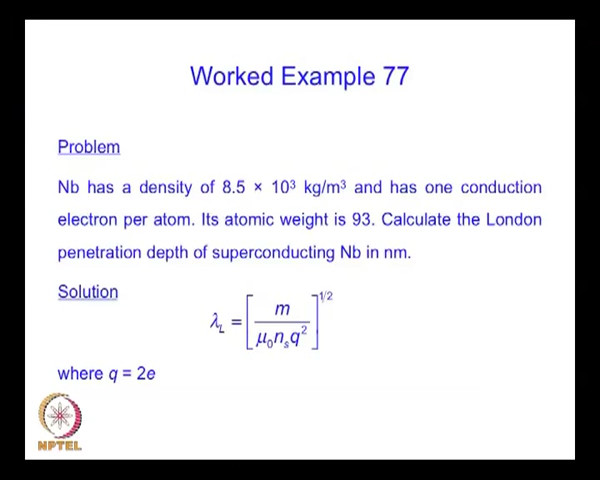 Worked Example 77
Problem
Nb has a density of 8.5 × 10³ kg/m³ and has one conduction
electron per atom. Its atomic weight is 93. Calculate the London
penetration depth of superconducting Nb in nm.
Solution
λ_L = [m / (μ₀nₛq²)]^1/2
where q = 2e
NPTEL